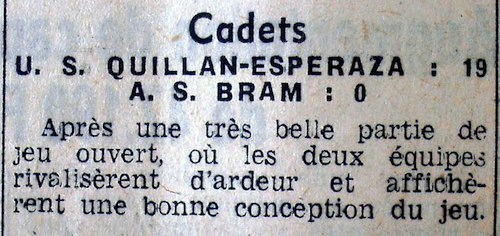 Cadets
U. S. QUILLAN-ESPERAZA : 19
A. S. BRAM : 0
Après une très belle partie de
jeu ouvert, où les deux équipes
rivalisèrent d'ardeur et affichè-
rent une bonne conception du jeu.